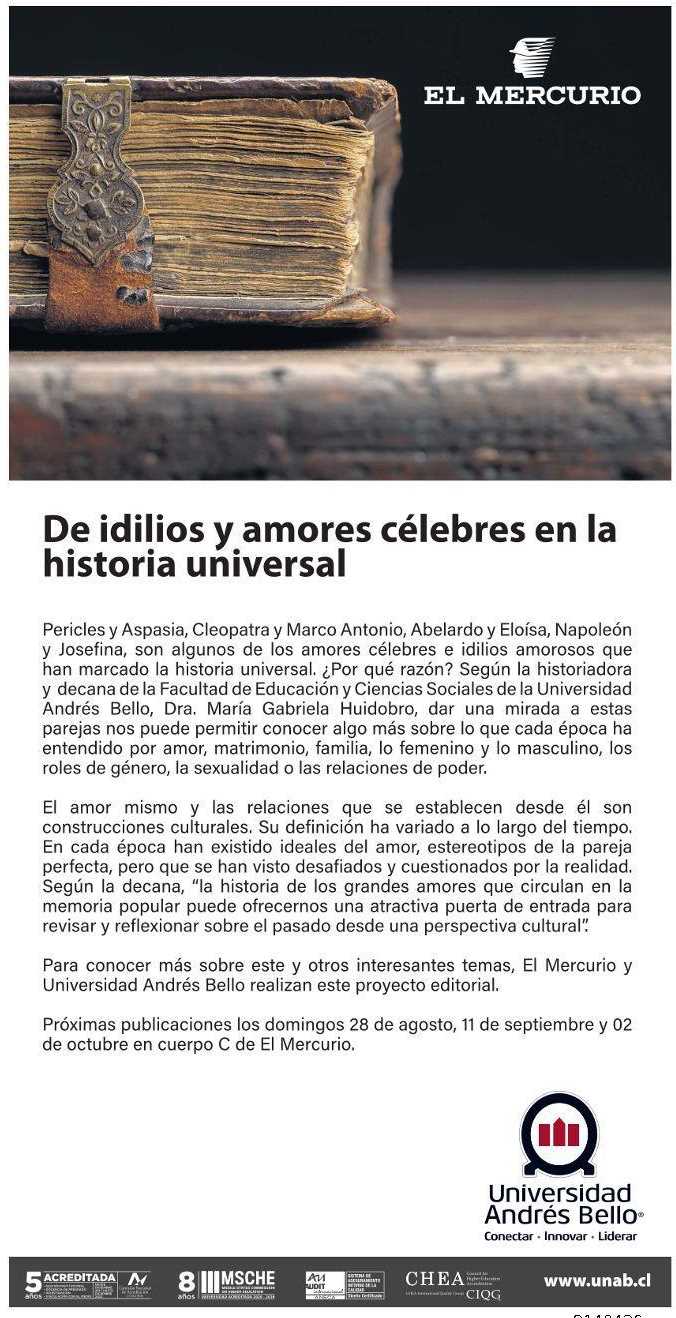 EL MERCURIO
De idilios y amores célebres en la
historia universal
Pericles y Aspasia, Cleopatra y Marco Antonio, Abelardo y Eloísa, Napoleón
y Josefina, son algunos de los amores célebres e idilios amorosos que
han marcado la historia universal. ¿Por qué razón? Según la historiadora
y decana de la Facultad de Educación y Ciencias Sociales de la Universidad
Andrés Bello, Dra. María Gabriela Huidobro, dar una mirada a estas
parejas nos puede permitir conocer algo más sobre lo que cada época ha
entendido por amor, matrimonio, familia, lo femenino y lo masculino, los
roles de género, la sexualidad o las relaciones de poder.
El amor mismo y las relaciones que se establecen desde él son
construcciones culturales. Su definición ha variado a lo largo del tiempo.
En cada época han existido ideales del amor, estereotipos de la pareja
perfecta, pero que se han visto desafiados y cuestionados por la realidad.
Según la decana, “la historia de los grandes amores que circulan en la
memoria popular puede ofrecernos una atractiva puerta de entrada para
revisar y reflexionar sobre el pasado desde una perspectiva cultural”.
Para conocer más sobre este y otros interesantes temas, El Mercurio y
Universidad Andrés Bello realizan este proyecto editorial.
Próximas publicaciones los domingos 28 de agosto, 11 de septiembre y 02
de octubre en cuerpo C de El Mercurio.
Universidad
Andrés Bello®
Conectar · Innovar · Liderar
5 años ACREDITADA
8 años MSCHE
AUDIT
CHEA
CIQG
www.unab.cl